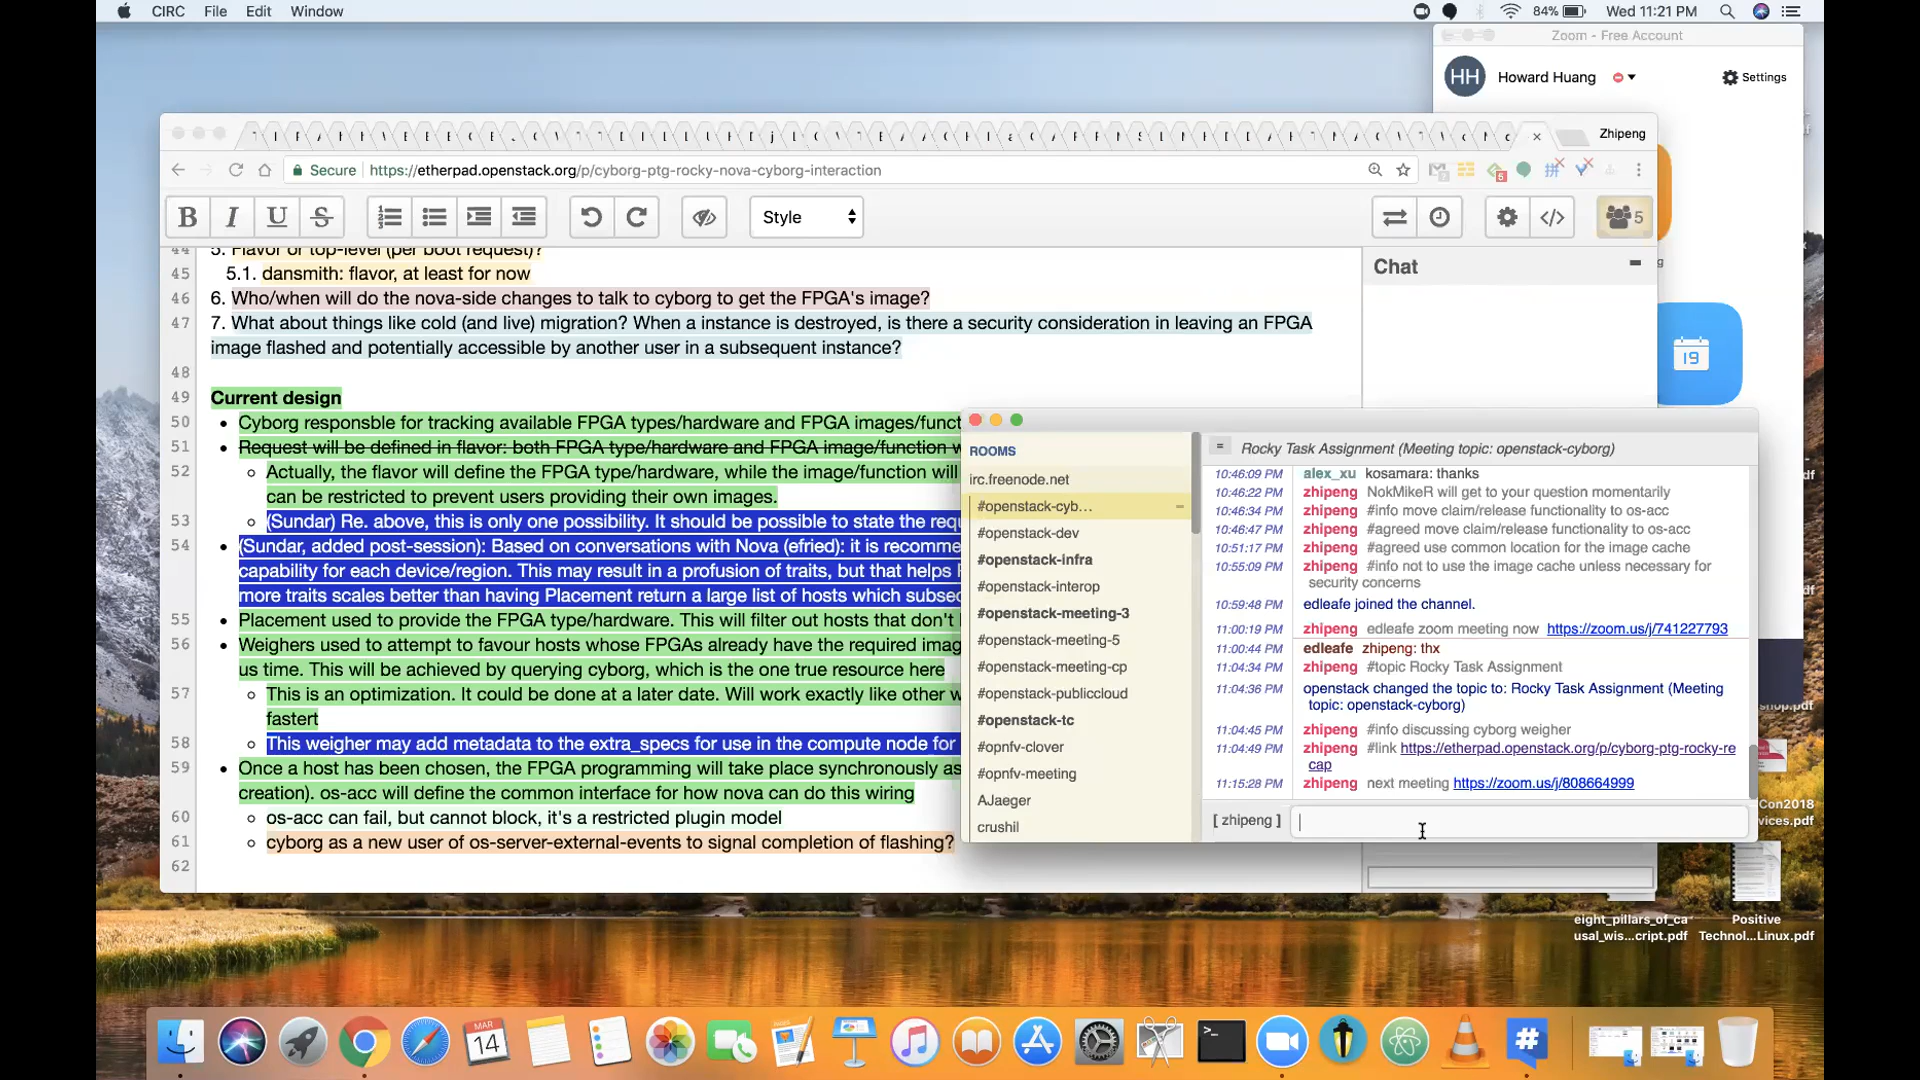 CIRC File Edit Window
84% Wed 11:21 PM
Zoom - Free Account
HH Howard Huang Settings
Zhipeng
Secure https://etherpad.openstack.org/p/cyborg-ptg-rocky-nova-cyborg-interaction
B I U S Style 5
44 5. Flavor or top-level (per boot request)?
45 5.1. dansmith: flavor, at least for now
46 6. Who/when will do the nova-side changes to talk to cyborg to get the FPGA's image?
47 7. What about things like cold (and live) migration? When a instance is destroyed, is there a security consideration in leaving an FPGA
image flashed and potentially accessible by another user in a subsequent instance?
48
49 Current design
50 Cyborg responsble for tracking available FPGA types/hardware and FPGA images/funct
51 Request will be defined in flavor: both FPGA type/hardware and FPGA image/function w
52 Actually, the flavor will define the FPGA type/hardware, while the image/function will
can be restricted to prevent users providing their own images.
53 (Sundar) Re. above, this is only one possibility. It should be possible to state the requ
54 (Sundar, added post-session): Based on conversations with Nova (efried): it is recomme
capability for each device/region. This may result in a profusion of traits, but that helps
more traits scales better than having Placement return a large list of hosts which subsec
55 Placement used to provide the FPGA type/hardware. This will filter out hosts that don't
56 Weighers used to attempt to favour hosts whose FPGAs already have the required imag
us time. This will be achieved by querying cyborg, which is the one true resource here
57 This is an optimization. It could be done at a later date. Will work exactly like other w
fastert
58 This weigher may add metadata to the extra_specs for use in the compute node for
59 Once a host has been chosen, the FPGA programming will take place synchronously as
creation). os-acc will define the common interface for how nova can do this wiring
60 os-acc can fail, but cannot block, it's a restricted plugin model
61 cyborg as a new user of os-server-external-events to signal completion of flashing?
62
Chat
19
ROOMS
irc.freenode.net
#openstack-cyb...
#openstack-dev
#openstack-infra
#openstack-interop
#openstack-meeting-3
#openstack-meeting-5
#openstack-meeting-cp
#openstack-publiccloud
#openstack-tc
#opnfv-clover
#opnfv-meeting
AJaeger
crushil
Rocky Task Assignment (Meeting topic: openstack-cyborg)
10:46:09 PM alex_xu kosamara: thanks
10:46:22 PM zhipeng NokMikeR will get to your question momentarily
10:46:34 PM zhipeng #info move claim/release functionality to os-acc
10:46:47 PM zhipeng #agreed move claim/release functionality to os-acc
10:51:17 PM zhipeng #agreed use common location for the image cache
10:55:09 PM zhipeng #info not to use the image cache unless necessary for
security concerns
10:59:48 PM edleafe joined the channel.
11:00:19 PM zhipeng edleafe zoom meeting now https://zoom.us/j/741227793
11:00:44 PM edleafe zhipeng: thx
11:04:34 PM zhipeng #topic Rocky Task Assignment
11:04:36 PM openstack changed the topic to: Rocky Task Assignment (Meeting
topic: openstack-cyborg)
11:04:45 PM zhipeng #info discussing cyborg weigher
11:04:49 PM zhipeng #link https://etherpad.openstack.org/p/cyborg-ptg-rocky-re
cap
11:15:28 PM zhipeng next meeting https://zoom.us/j/808664999
[ zhipeng ]
shop.pdf
Con2018
vices.pdf
eight_pillars_of_ca
usal_wis...cript.pdf
Positive
Technol...Linux.pdf
MAR
14